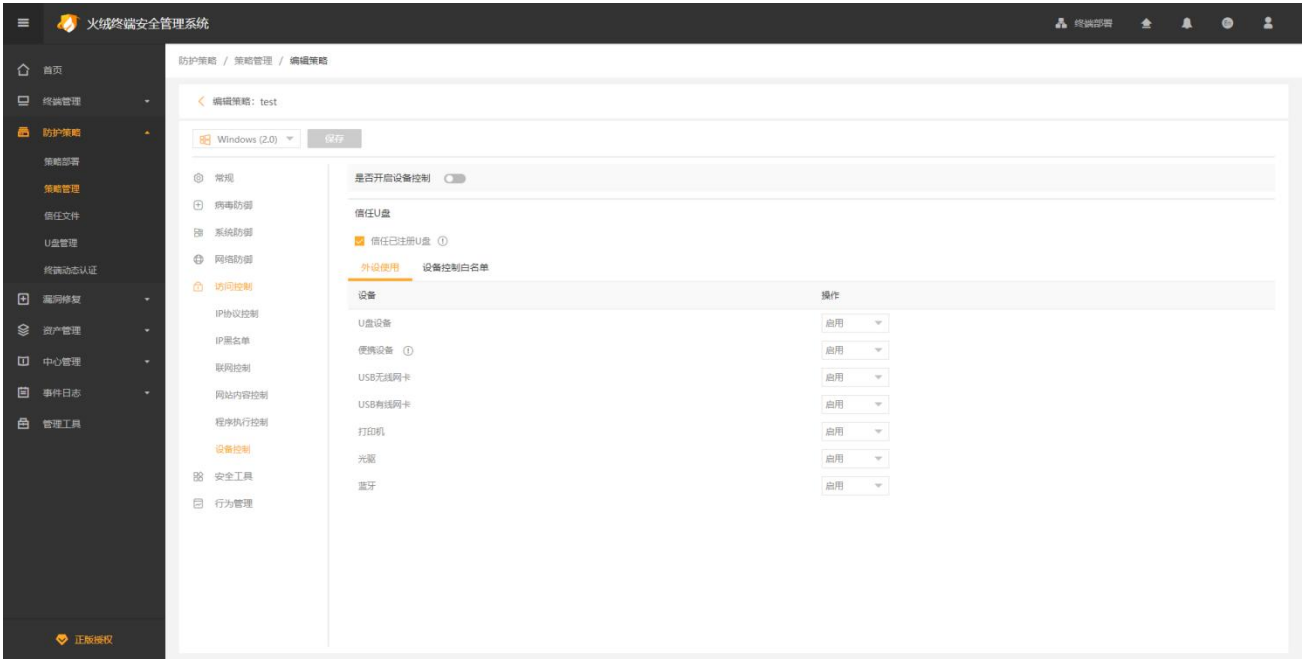 火绒终端安全管理系统
终端部署
首页
终端管理
防护策略
策略部署
策略管理
信任文件
U盘管理
终端动态认证
漏洞修复
资产管理
中心管理
事件日志
管理工具
正版授权
防护策略 / 策略管理 / 编辑策略
编辑策略：test
Windows (2.0)
保存
常规
病毒防御
系统防御
网络防御
访问控制
IP协议控制
IP黑名单
联网控制
网站内容控制
程序执行控制
设备控制
安全工具
行为管理
是否开启设备控制
信任U盘
信任已注册U盘
外设使用 设备控制白名单
设备 操作
U盘设备 启用
便携设备 启用
USB无线网卡 启用
USB有线网卡 启用
打印机 启用
光驱 启用
蓝牙 启用